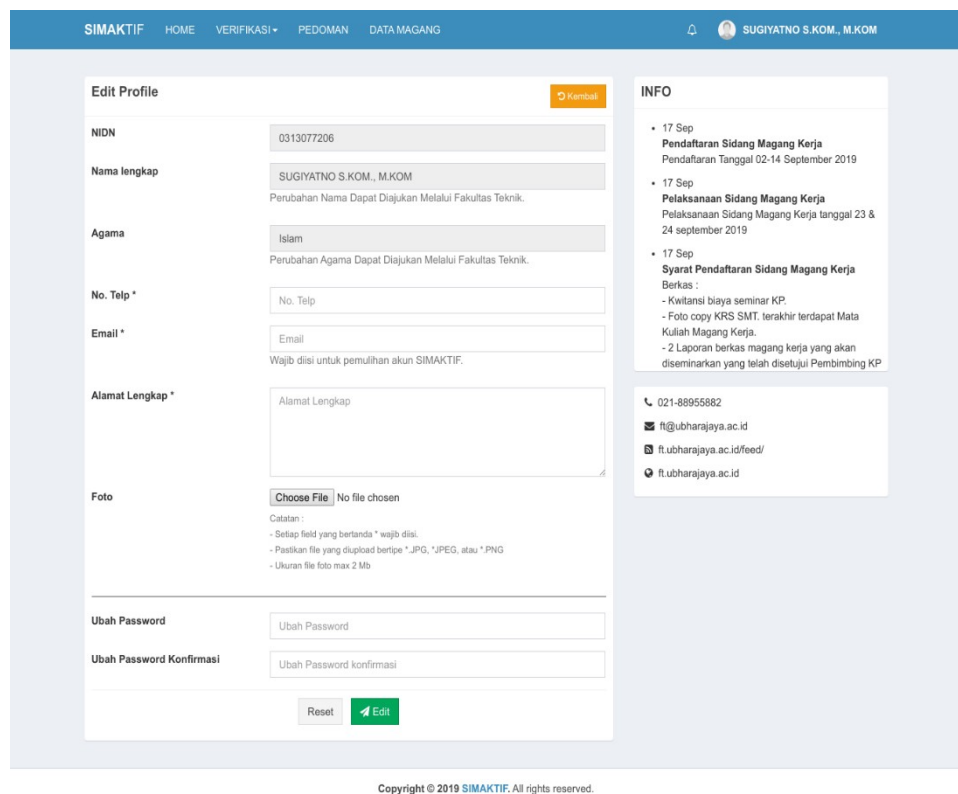 SIMAKTIF HOME VERIFIKASI PEDOMAN DATA MAGANG SUGIYATNO S.KOM., M.KOM
Edit Profile
Kembali
NIDN
0313077206
Nama lengkap
SUGIYATNO S.KOM., M.KOM
Perubahan Nama Dapat Diajukan Melalui Fakultas Teknik.
Agama
Islam
Perubahan Agama Dapat Diajukan Melalui Fakultas Teknik.
No. Telp *
No. Telp
Email *
Email
Wajib diisi untuk pemulihan akun SIMAKTIF.
Alamat Lengkap *
Alamat Lengkap
Foto
Choose File No file chosen
Catatan :
- Setiap field yang bertanda * wajib diisi.
- Pastikan file yang diupload bertipe *.JPG, *JPEG, atau *.PNG
- Ukuran file foto max 2 Mb
Ubah Password
Ubah Password
Ubah Password Konfirmasi
Ubah Password konfirmasi
Reset Edit
INFO
• 17 Sep
Pendaftaran Sidang Magang Kerja
Pendaftaran Tanggal 02-14 September 2019
• 17 Sep
Pelaksanaan Sidang Magang Kerja
Pelaksanaan Sidang Magang Kerja tanggal 23 &
24 september 2019
• 17 Sep
Syarat Pendaftaran Sidang Magang Kerja
Berkas :
- Kwitansi biaya seminar KP.
- Foto copy KRS SMT. terakhir terdapat Mata
Kuliah Magang Kerja.
- 2 Laporan berkas magang kerja yang akan
diseminarkan yang telah disetujui Pembimbing KP
021-88955882
ft@ubharajaya.ac.id
ft.ubharajaya.ac.id/feed/
ft.ubharajaya.ac.id
Copyright © 2019 SIMAKTIF. All rights reserved.